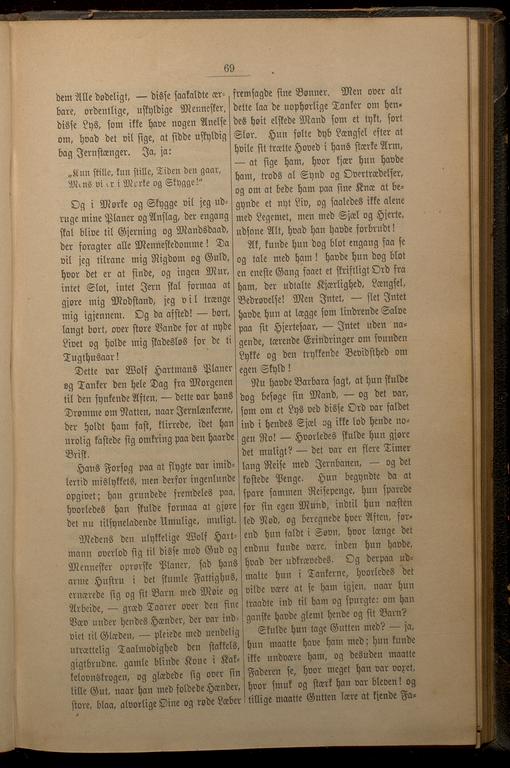 69
dem Alle dødeligt, — disse saakaldte ær-
bare, ordentlige, uskyldige Mennesker,
disse Lys, som ikke have nogen Anelse
om, hvad det vil sige, at sidde uskyldig
bag Jernstænger. Ja, ja:
„Kun stille, kun stille, Tiden den gaar,
Mens vi er i Mørke og Skygge!“
Og i Mørke og Skygge vil jeg ud-
ruge mine Planer og Anslag, der engang
skal blive til Gjerning og Mandsdaad,
der foragter alle Menneskedomme! Da
vil jeg tilrane mig Rigdom og Guld,
hvor det er at finde, og ingen Mur,
intet Slot, intet Jern skal formaa at
gjøre mig Modstand, jeg vil trænge
mig igjennem. Og da afsted! — bort,
langt bort, over store Vande for at nyde
Livet og holde mig skadesløs for de ti
Tugthusaar!
Dette var Wolf Hartmans Planer
og Tanker den hele Dag fra Morgenen
til den synkende Aften, — dette var hans
Drømme om Natten, naar Jernlænkerne,
der holdt ham fast, klirrede, idet han
urolig kastede sig omkring paa den haarde
Brisk.
Hans Forsøg paa at flygte var imid-
lertid mislykkets, men derfor ingenlunde
opgivet; han grundede fremdeles paa,
hvorledes han skulde formaa at gjøre
det nu tilsyneladende Umulige, muligt.
Medens den ulykkelige Wolf Hart-
mann overlod sig til disse mod Gud og
Mennesker oprørske Planer, sad hans
arme Hustru i det skumle Fattighus,
ernærede sig og sit Barn med Møie og
Arbeide, — græd Taarer over den fine
Bæv under hendes Hænder, der var ind-
viet til Glæden, — pleiede med uendelig
utrættelig Taalmodighed den stakkels,
gigtbrudne, gamle blinde Kone i Kak-
kelovnskrogen, og glædede sig over sin
lille Gut, naar han med foldede Hænder,
store, blaa, alvorlige Øine og røde Læber
fremsagde sine Bønner. Men over alt
dette laa de uophørlige Tanker om hen-
des høit elskede Mand som et tykt, sort
Slør. Hun følte dyb Længsel efter at
hvile sit trætte Hoved i hans stærke Arm,
— at sige ham, hvor kjær hun havde
ham, trods al Synd og Overtrædelser,
og om at bede ham paa sine Knæ at be-
gynde et nyt Liv, og saaledes ikke alene
med Legemet, men med Sjæl og Hjerte,
udsone Alt, hvad han havde forbrudt!
Ak, kunde hun dog blot engang saa se
og tale med ham! havde hun dog blot
en eneste Gang faaet et skriftligt Ord fra
ham, der udtalte Kjærlighed, Længsel,
Bedrøvelse! Men Intet, — slet Intet
havde hun at lægge som lindrende Salve
paa sit Hjertesaar, — Intet uden na-
gende, tærende Erindringer om svunden
Lykke og den trykkende Bevidsthed om
egen Skyld!
Nu havde Barbara sagt, at hun skulde
dog besøge sin Mand, — og det var,
som om et Lys ved disse Ord var faldet
ind i hendes Sjæl og ikke lod hende no-
gen Ro! — Hvorledes skulde hun gjøre
det muligt? — det var en flere Timer
lang Reise med Jernbanen, — og det
kostede Penge. Hun begyndte da at
spare sammen Reisepenge, hun sparede
for sin egen Mund, indtil hun næsten
led Nød, og beregnede hver Aften, før-
end hun faldt i Søvn, hvor længe det
endnu kunde være, inden hun havde,
hvad der udkrævedes. Og derpaa ud-
malte hun i Tankerne, hvorledes det
vilde være at se ham igjen, naar hun
traadte ind til ham og spurgte: om han
ganske havde glemt hende og sit Barn?
Skulde hun tage Gutten med? — ja,
hun maatte have ham med; hun kunde
ikke undvære ham, og desuden maatte
Faderen se, hvor meget han var voxet,
hvor smuk og stærk han var bleven! og
tillige maatte Gutten lære at kjende Fa-